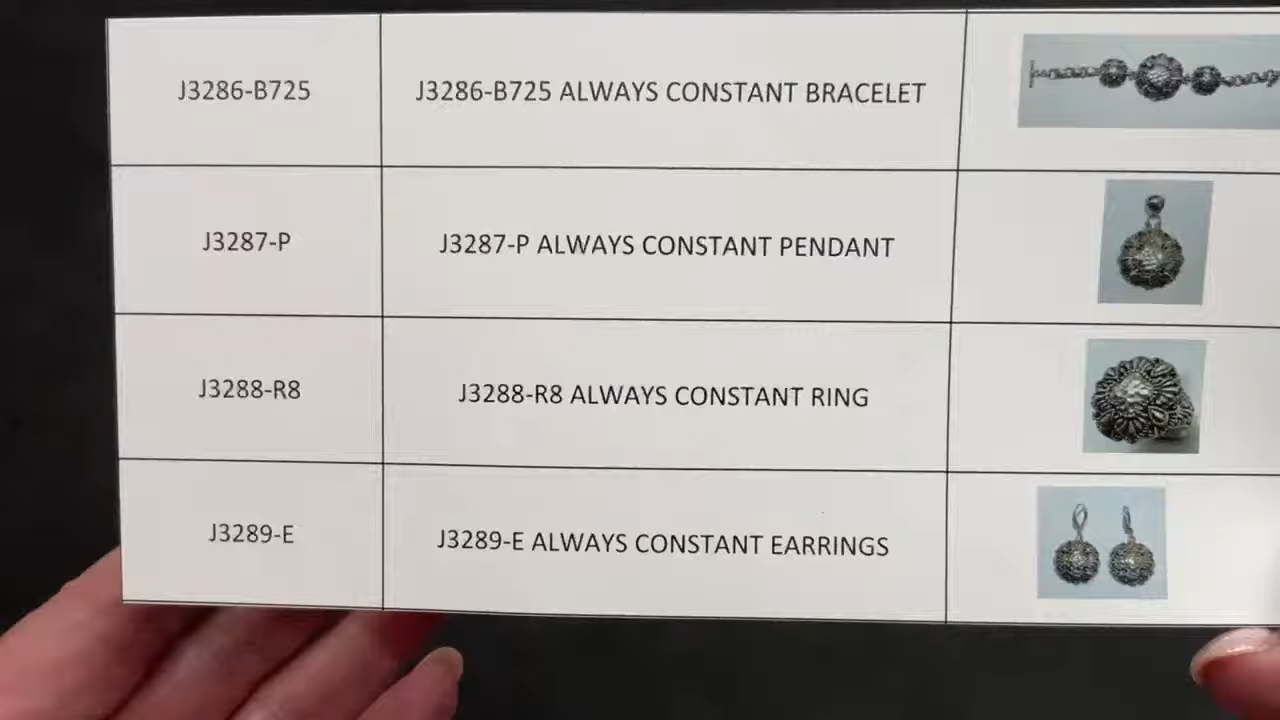 J3286-B725
J3286-B725 ALWAYS CONSTANT BRACELET
J3287-P
J3287-P ALWAYS CONSTANT PENDANT
J3288-R8
J3288-R8 ALWAYS CONSTANT RING
J3289-E
J3289-E ALWAYS CONSTANT EARRINGS